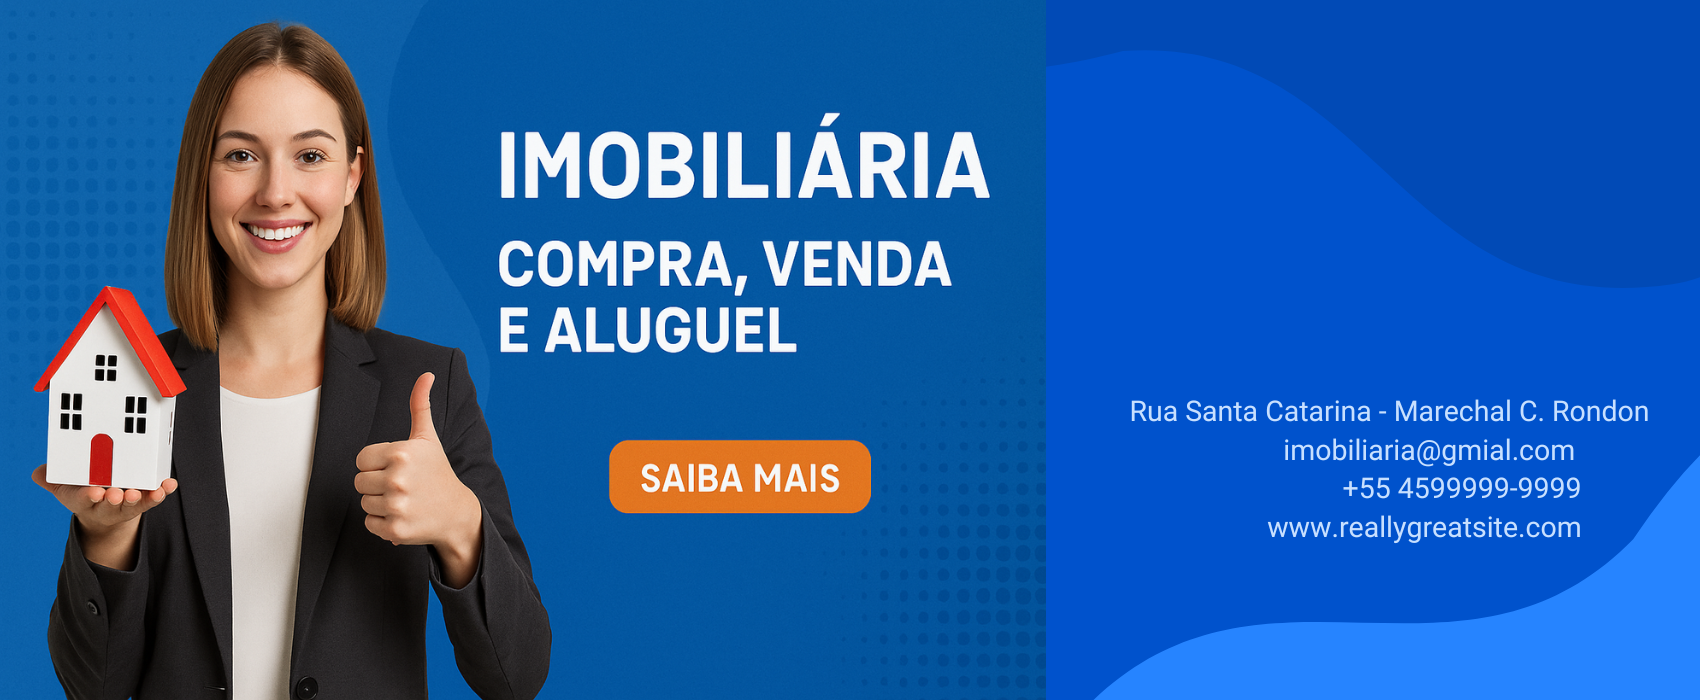 IMOBILIÁRIA
COMPRA, VENDA
E ALUGUEL
SAIBA MAIS
Rua Santa Catarina - Marechal C. Rondon
imobiliaria@gmial.com
+55 4599999-9999
www.reallygreatsite.com